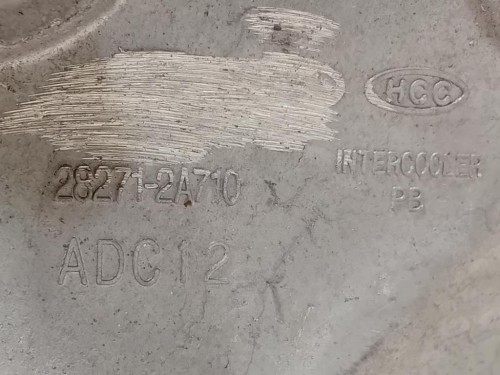 HCC
28271-2A710
INTERCOOLER
PB
ADC12